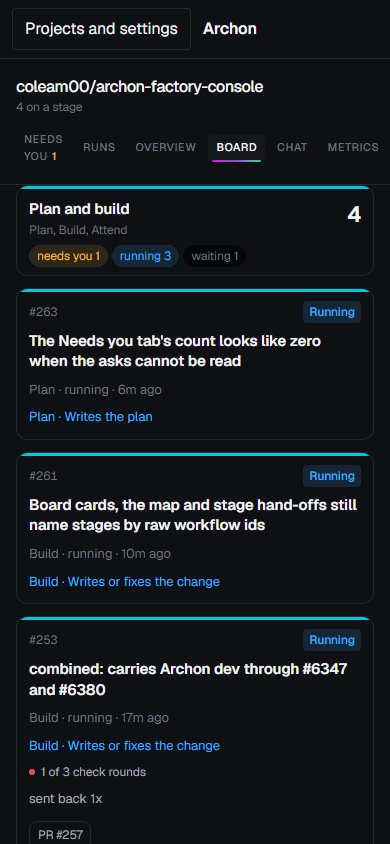 Projects and settings Archon
coleam00/archon-factory-console
4 on a stage
NEEDS YOU 1 RUNS OVERVIEW BOARD CHAT METRICS
Plan and build 4
Plan, Build, Attend
needs you 1 running 3 waiting 1
#263 Running
The Needs you tab's count looks like zero
when the asks cannot be read
Plan · running · 6m ago
Plan · Writes the plan
#261 Running
Board cards, the map and stage hand-offs still
name stages by raw workflow ids
Build · running · 10m ago
Build · Writes or fixes the change
#253 Running
combined: carries Archon dev through #6347
and #6380
Build · running · 17m ago
Build · Writes or fixes the change
1 of 3 check rounds
sent back 1x
PR #257